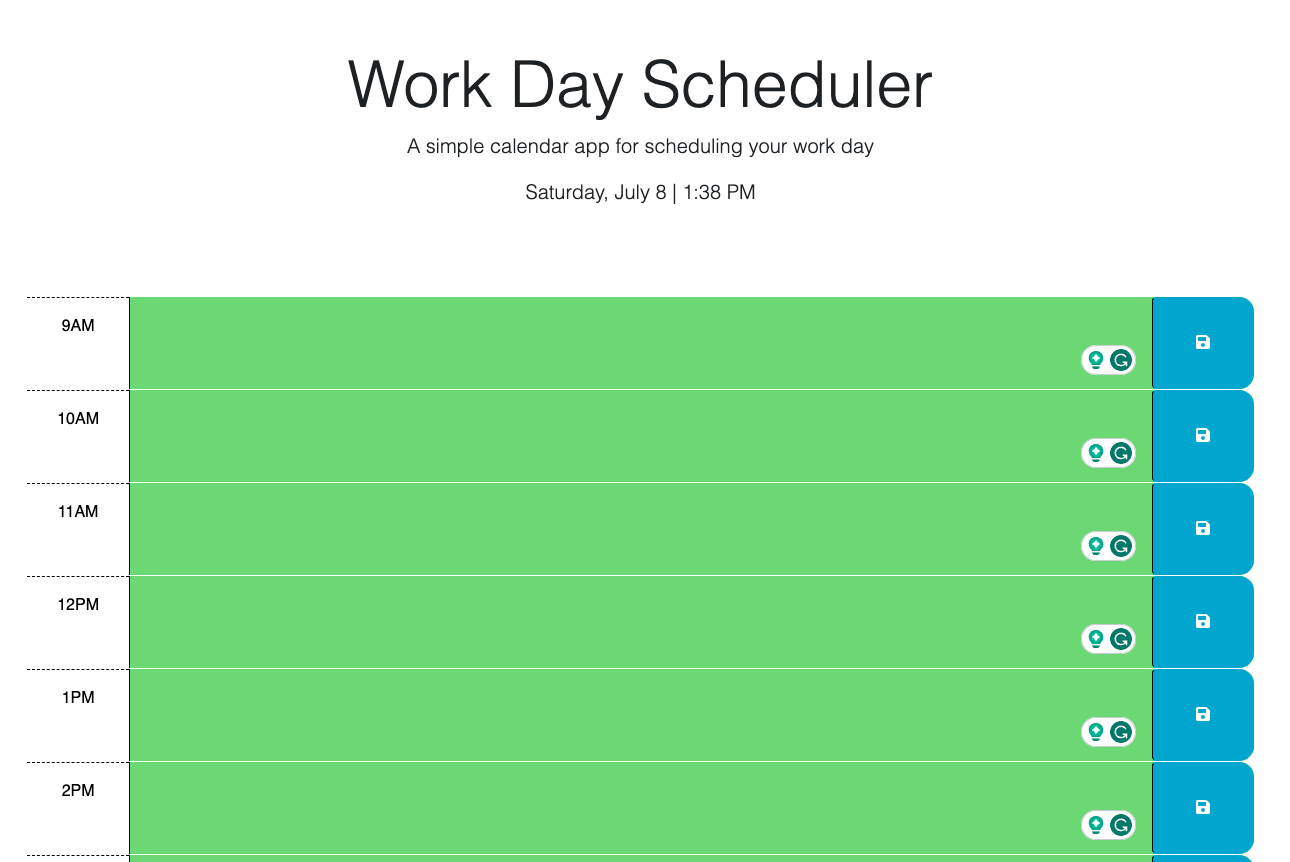 Work Day Scheduler
A simple calendar app for scheduling your work day
Saturday, July 8 | 1:38 PM
9AM
10AM
11AM
12PM
1PM
2PM